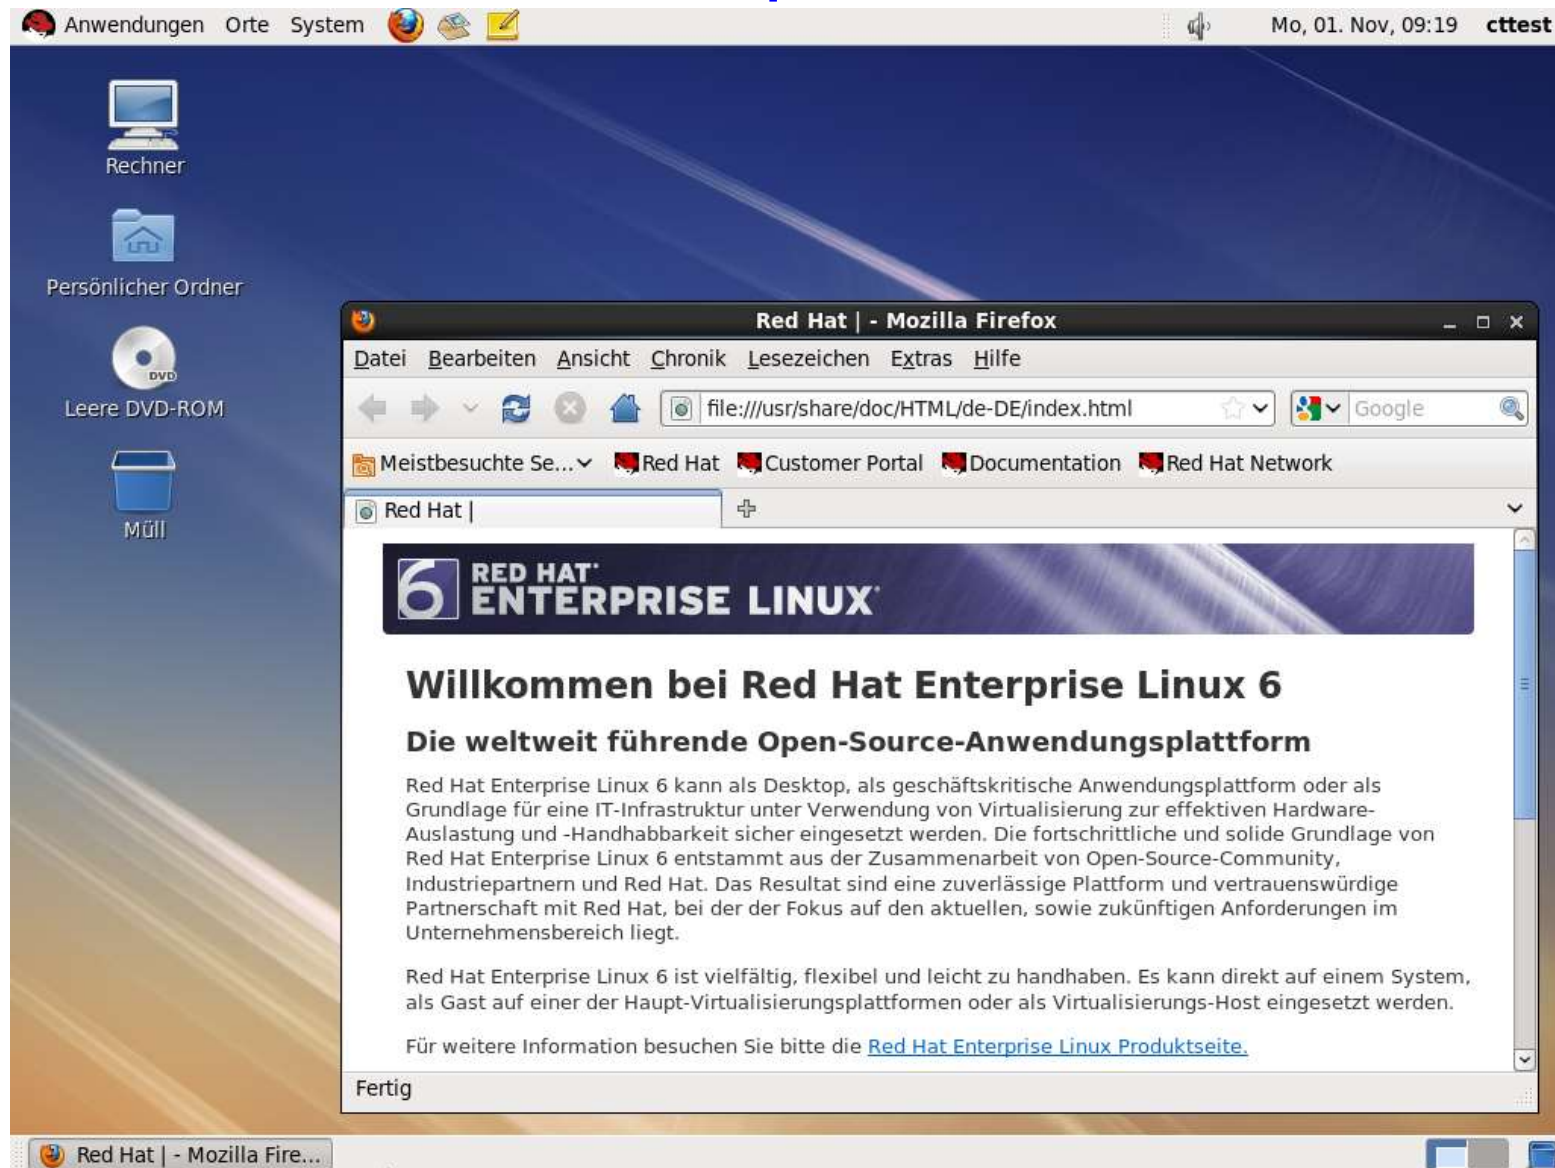 Anwendungen Orte System Mo, 01. Nov, 09:19 cttest
Rechner
Persönlicher Ordner
DVD
Leere DVD-ROM
Müll
Red Hat | - Mozilla Firefox
Datei Bearbeiten Ansicht Chronik Lesezeichen Extras Hilfe
file:///usr/share/doc/HTML/de-DE/index.html Google
Meistbesuchte Se... Red Hat Customer Portal Documentation Red Hat Network
Red Hat |
6 RED HAT
ENTERPRISE LINUX
Willkommen bei Red Hat Enterprise Linux 6
Die weltweit führende Open-Source-Anwendungsplattform
Red Hat Enterprise Linux 6 kann als Desktop, als geschäftskritische Anwendungsplattform oder als
Grundlage für eine IT-Infrastruktur unter Verwendung von Virtualisierung zur effektiven Hardware-
Auslastung und -Handhabbarkeit sicher eingesetzt werden. Die fortschrittliche und solide Grundlage von
Red Hat Enterprise Linux 6 entstammt aus der Zusammenarbeit von Open-Source-Community,
Industriepartnern und Red Hat. Das Resultat sind eine zuverlässige Plattform und vertrauenswürdige
Partnerschaft mit Red Hat, bei der der Fokus auf den aktuellen, sowie zukünftigen Anforderungen im
Unternehmensbereich liegt.
Red Hat Enterprise Linux 6 ist vielfältig, flexibel und leicht zu handhaben. Es kann direkt auf einem System,
als Gast auf einer der Haupt-Virtualisierungsplattformen oder als Virtualisierungs-Host eingesetzt werden.
Für weitere Information besuchen Sie bitte die Red Hat Enterprise Linux Produktseite.
Fertig
Red Hat | - Mozilla Fire...